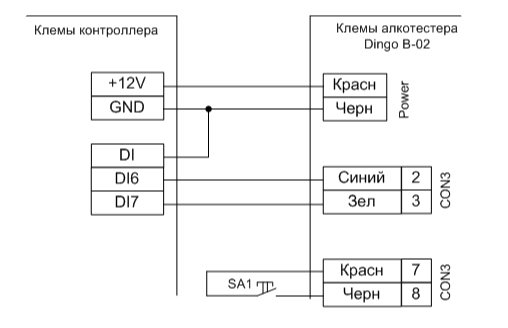 Клемы контроллера
Клемы алкотестера
Dingo B-02
+12V
GND
DI
DI6
DI7
Красн
Черн
Power
Синий 2
Зел 3
CON3
SA1
Красн 7
Черн 8
CON3